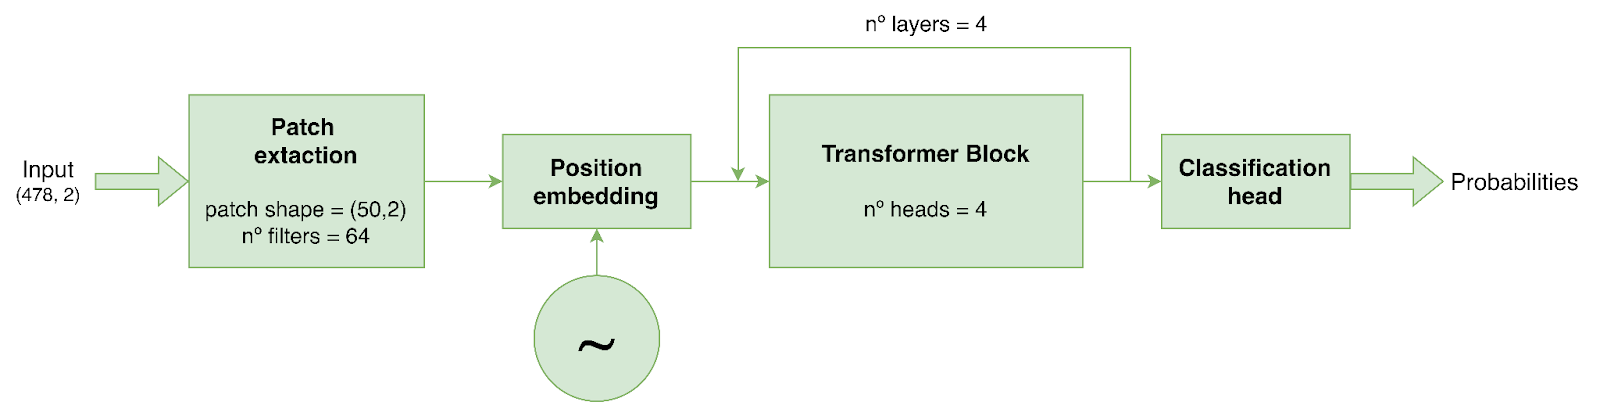 nº layers = 4
Input
(478, 2)
Patch
extaction
patch shape = (50,2)
nº filters = 64
Position
embedding
~
Transformer Block
nº heads = 4
Classification
head
Probabilities